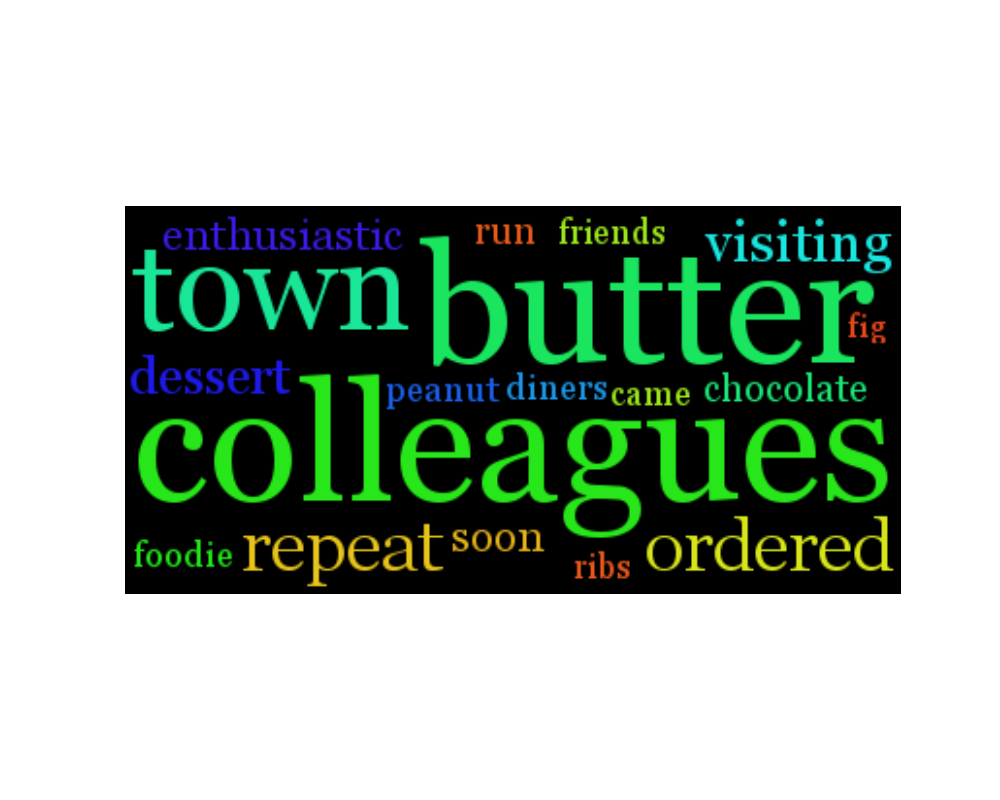 enthusiastic run friends visiting
town butter
fig
dessert peanut diners came chocolate
colleagues
foodie repeat soon ribs ordered